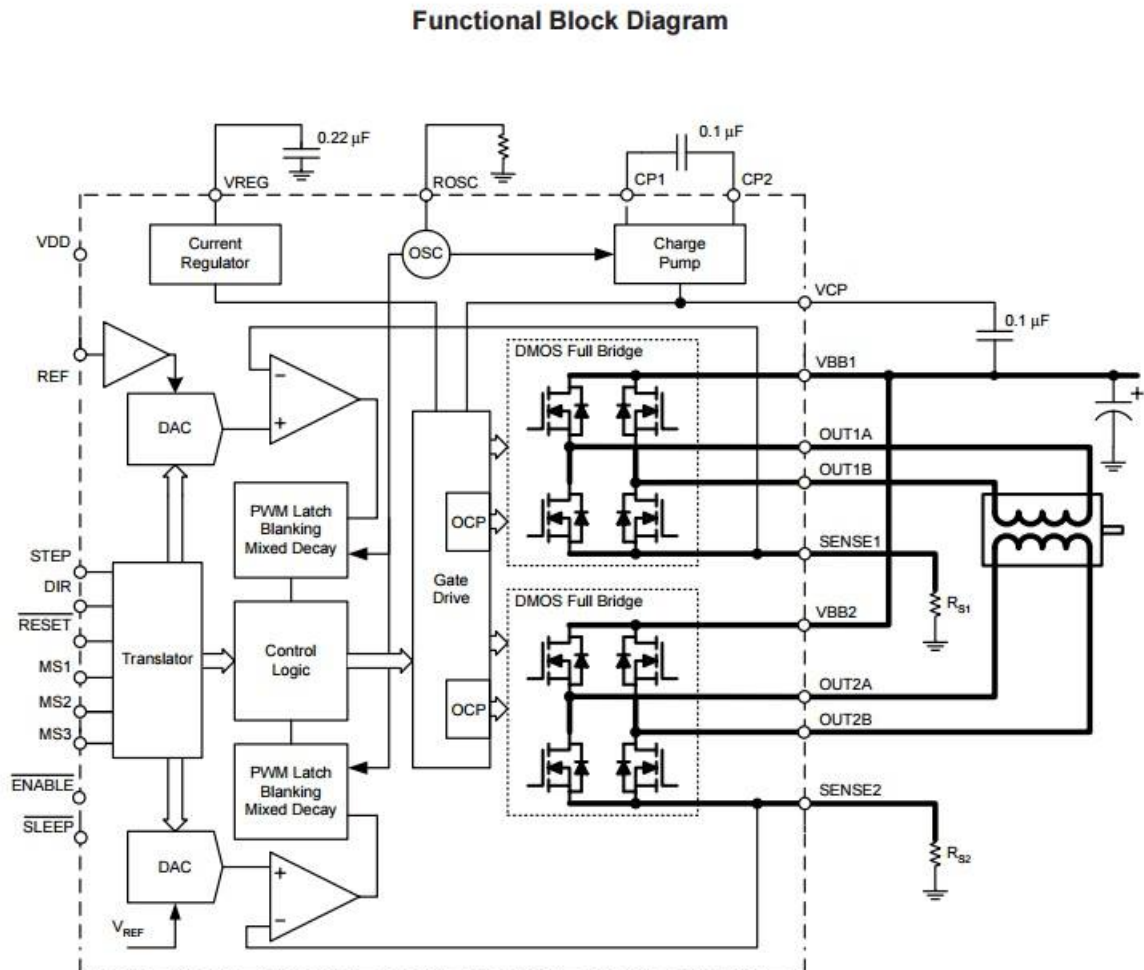 Functional Block Diagram
0.22 µF
0.1 µF
VREG
ROSC
CP1
CP2
VDD
Current
Regulator
OSC
Charge
Pump
VCP
0.1 µF
REF
DMOS Full Bridge
VBB1
+
−
+
DAC
OUT1A
OUT1B
PWM Latch
Blanking
Mixed Decay
OCP
SENSE1
STEP
DIR
RESET
MS1
MS2
MS3
Translator
Control
Logic
Gate
Drive
DMOS Full Bridge
RS1
VBB2
OUT2A
OCP
OUT2B
ENABLE
SLEEP
PWM Latch
Blanking
Mixed Decay
SENSE2
DAC
+
−
RS2
VREF